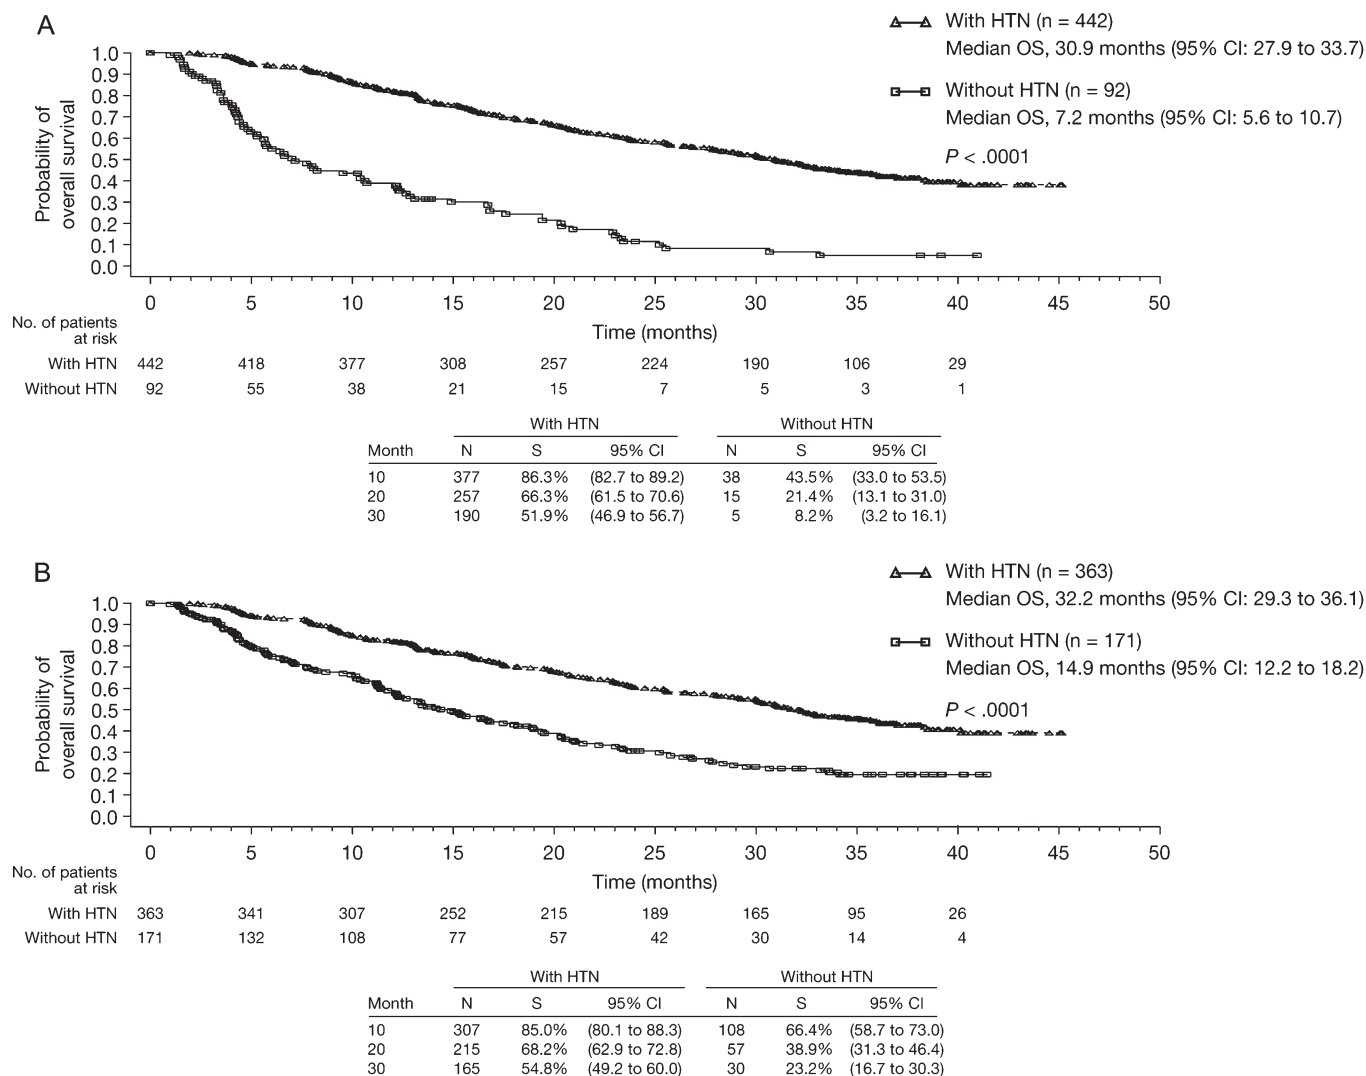 A
With HTN (n = 442)
Median OS, 30.9 months (95% CI: 27.9 to 33.7)
Without HTN (n = 92)
Median OS, 7.2 months (95% CI: 5.6 to 10.7)
P < .0001
Probability of
overall survival
1.0
0.9
0.8
0.7
0.6
0.5
0.4
0.3
0.2
0.1
0.0
0 5 10 15 20 25 30 35 40 45 50
Time (months)
No. of patients
at risk
With HTN 442 418 377 308 257 224 190 106 29
Without HTN 92 55 38 21 15 7 5 3 1
With HTN Without HTN
Month N S 95% CI N S 95% CI
10 377 86.3% (82.7 to 89.2) 38 43.5% (33.0 to 53.5)
20 257 66.3% (61.5 to 70.6) 15 21.4% (13.1 to 31.0)
30 190 51.9% (46.9 to 56.7) 5 8.2% (3.2 to 16.1)
B
With HTN (n = 363)
Median OS, 32.2 months (95% CI: 29.3 to 36.1)
Without HTN (n = 171)
Median OS, 14.9 months (95% CI: 12.2 to 18.2)
P < .0001
Probability of
overall survival
1.0
0.9
0.8
0.7
0.6
0.5
0.4
0.3
0.2
0.1
0.0
0 5 10 15 20 25 30 35 40 45 50
Time (months)
No. of patients
at risk
With HTN 363 341 307 252 215 189 165 95 26
Without HTN 171 132 108 77 57 42 30 14 4
With HTN Without HTN
Month N S 95% CI N S 95% CI
10 307 85.0% (80.1 to 88.3) 108 66.4% (58.7 to 73.0)
20 215 68.2% (62.9 to 72.8) 57 38.9% (31.3 to 46.4)
30 165 54.8% (49.2 to 60.0) 30 23.2% (16.7 to 30.3)